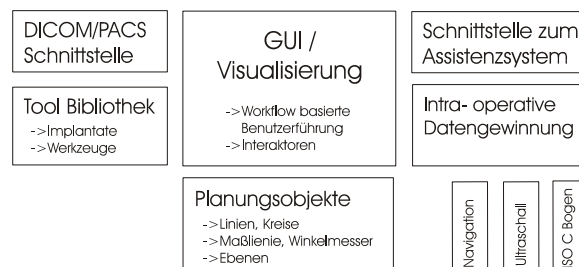 DICOM/PACS
Schnittstelle
Tool Bibliothek
->Implantate
->Werkzeuge
GUI /
Visualisierung
->Workflow basierte
Benutzerführung
->Interaktoren
Schnittstelle zum
Assistenzsystem
Intra- operative
Datengewinnung
Planungsobjekte
->Linien, Kreise
->Maßlienie, Winkelmesser
->Ebenen
Navigation
Ultraschall
ISO C Bogen